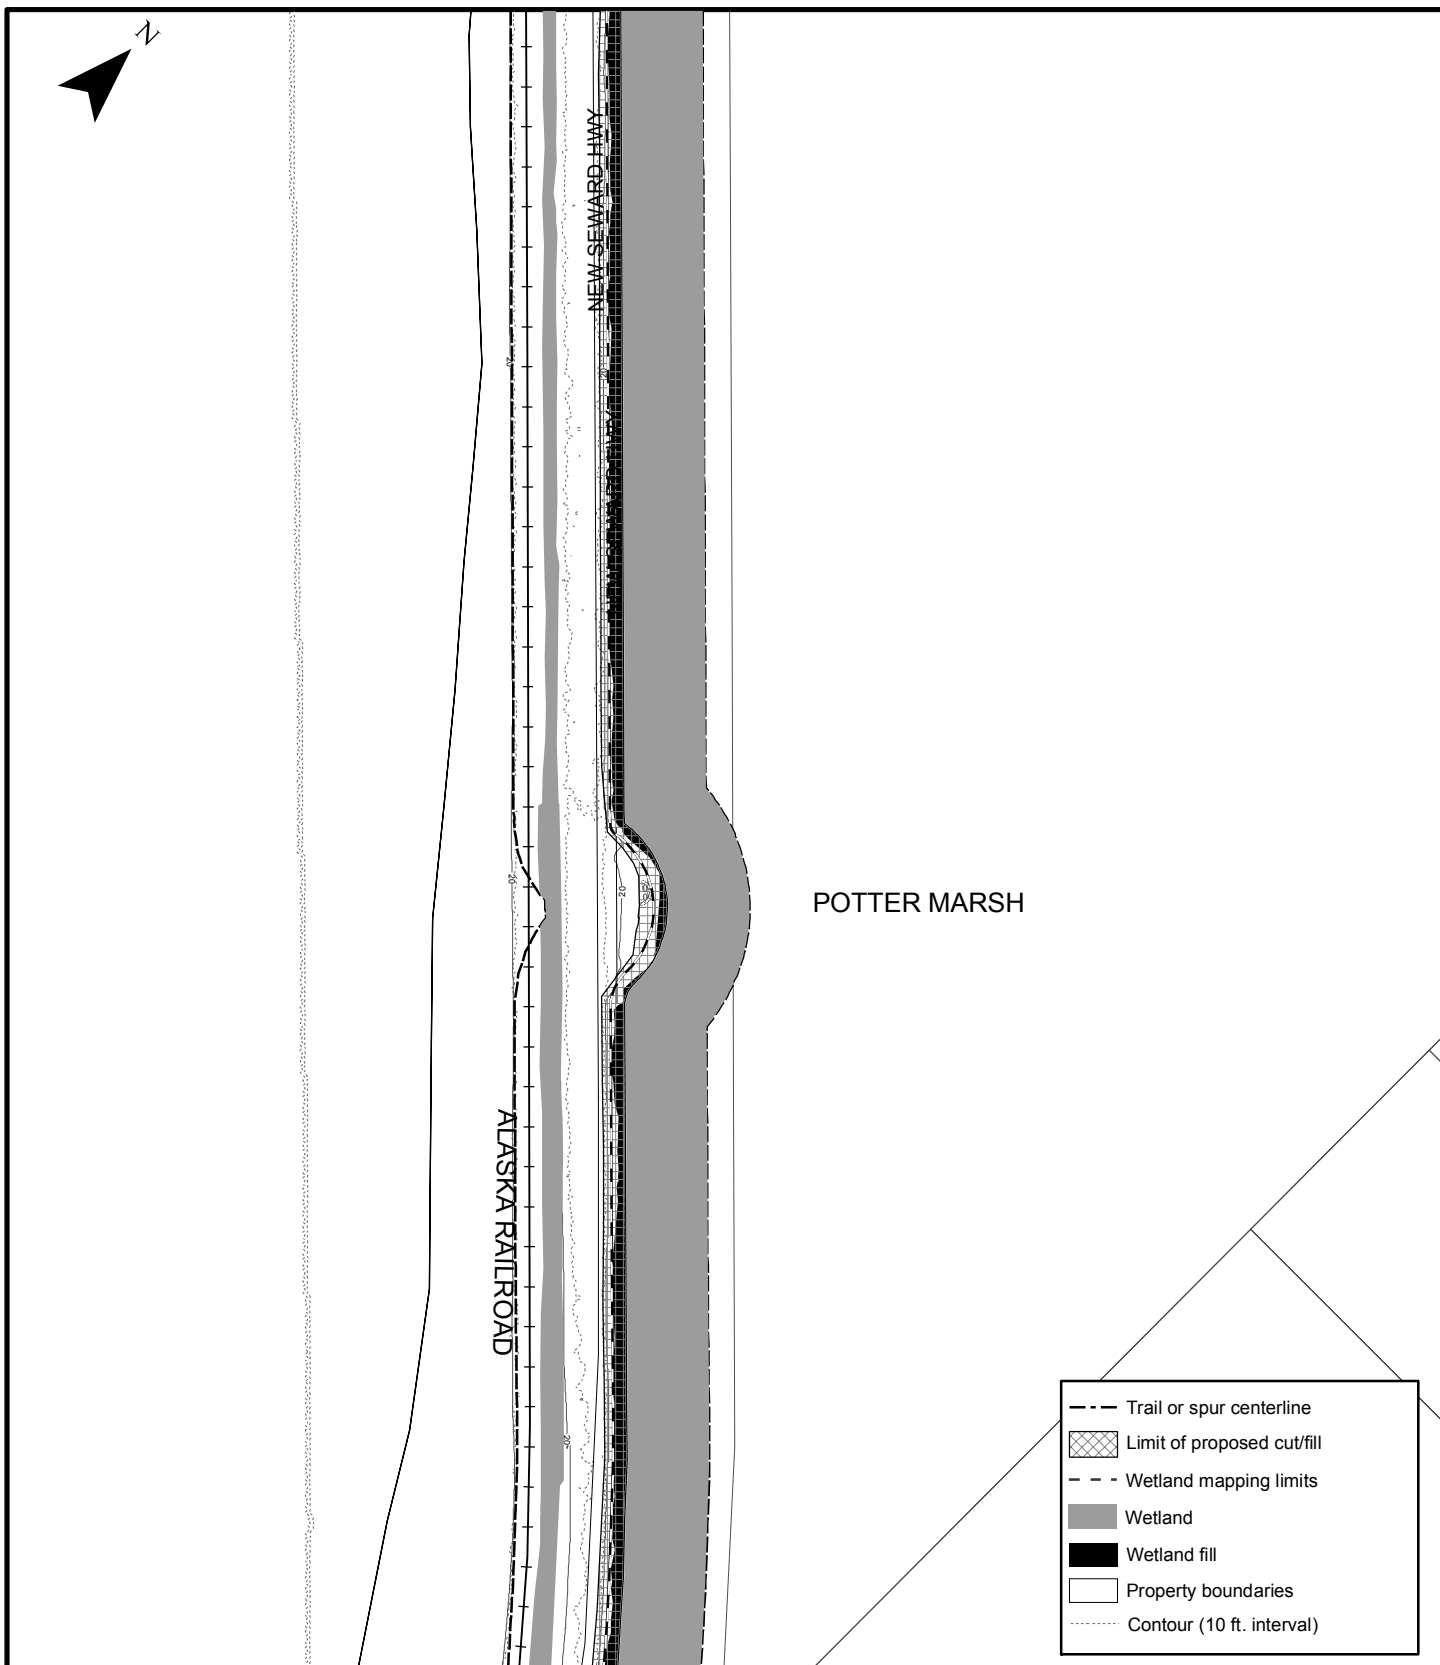 N
NEW SEWARD HWY
20
20
20
20
POTTER MARSH
ALASKA RAILROAD
20
Trail or spur centerline
Limit of proposed cut/fill
Wetland mapping limits
Wetland
Wetland fill
Property boundaries
Contour (10 ft. interval)